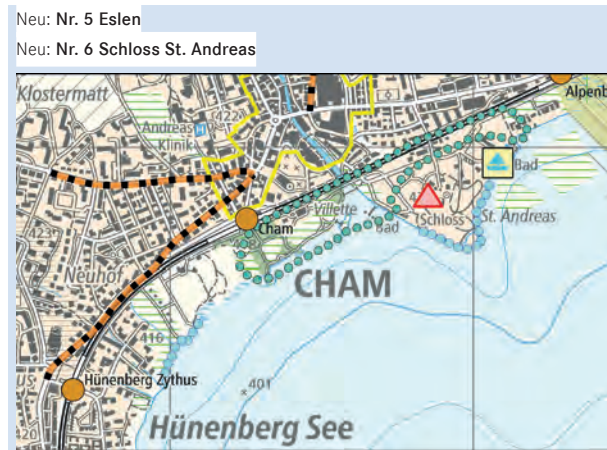 Neu: Nr. 5 Eslen
Neu: Nr. 6 Schloss St. Andreas
Klostermatt
422
Alpenb
Andreas
Klinik
Bad
Villette
Schloss
St. Andreas
Bad
Cham
423
Neuhof
CHAM
416
Hünenberg Zythus
401
420
Hünenberg See